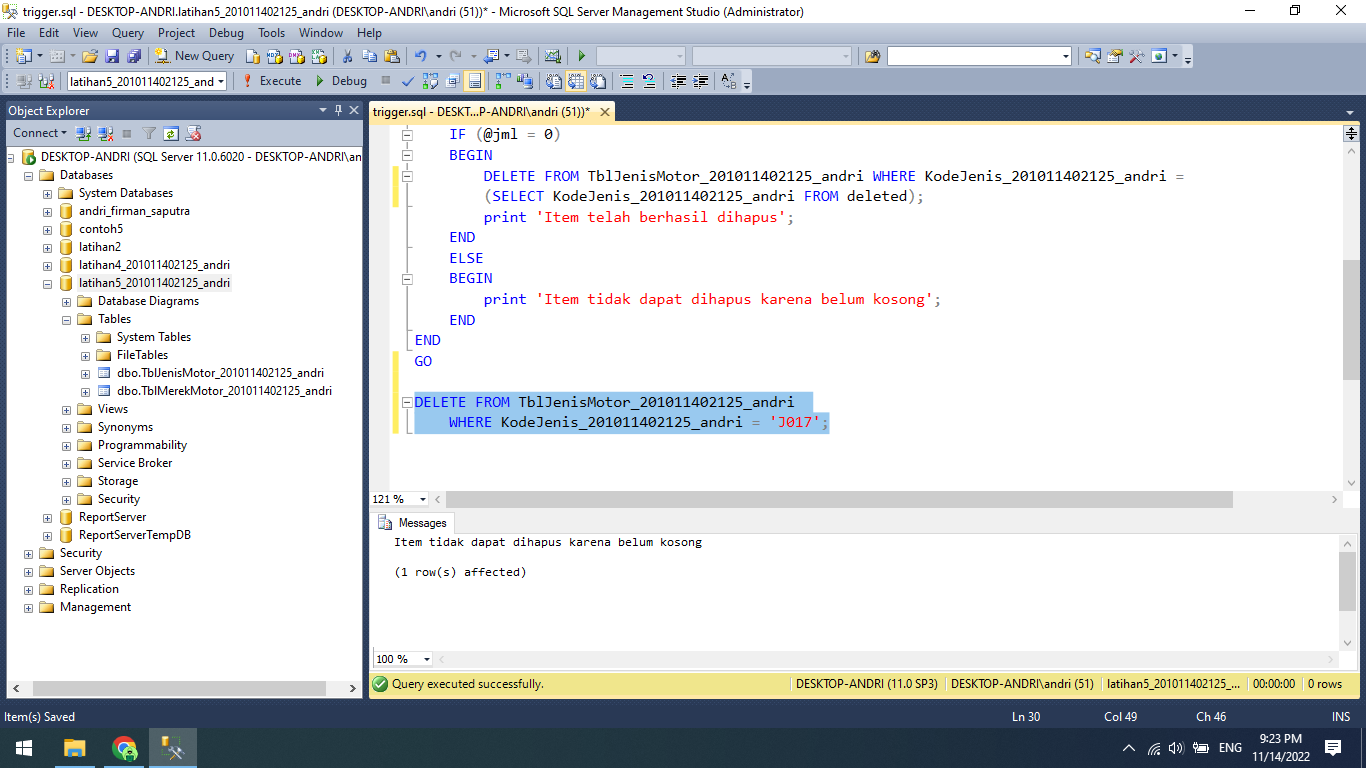 trigger.sql - DESKTOP-ANDRI.latihan5_201011402125_andri (DESKTOP-ANDRI\andri (51))* - Microsoft SQL Server Management Studio (Administrator)
File Edit View Query Project Debug Tools Window Help
New Query
latihan5_201011402125_and Execute Debug
Object Explorer
Connect
DESKTOP-ANDRI (SQL Server 11.0.6020 - DESKTOP-ANDRI\an
Databases
System Databases
andri_firman_saputra
contoh5
latihan2
latihan4_201011402125_andri
latihan5_201011402125_andri
Database Diagrams
Tables
System Tables
FileTables
dbo.TblJenisMotor_201011402125_andri
dbo.TblMerekMotor_201011402125_andri
Views
Synonyms
Programmability
Service Broker
Storage
Security
ReportServer
ReportServerTempDB
Security
Server Objects
Replication
Management
trigger.sql - DESKT...P-ANDRI\andri (51))*
IF (@jml = 0)
BEGIN
DELETE FROM TblJenisMotor_201011402125_andri WHERE KodeJenis_201011402125_andri =
(SELECT KodeJenis_201011402125_andri FROM deleted);
print 'Item telah berhasil dihapus';
END
ELSE
BEGIN
print 'Item tidak dapat dihapus karena belum kosong';
END
END
GO
DELETE FROM TblJenisMotor_201011402125_andri
WHERE KodeJenis_201011402125_andri = 'J017';
121 %
Messages
Item tidak dapat dihapus karena belum kosong
(1 row(s) affected)
100 %
Query executed successfully. DESKTOP-ANDRI (11.0 SP3) DESKTOP-ANDRI\andri (51) latihan5_201011402125_... 00:00:00 0 rows
Item(s) Saved Ln 30 Col 49 Ch 46 INS
ENG
9:23 PM
11/14/2022